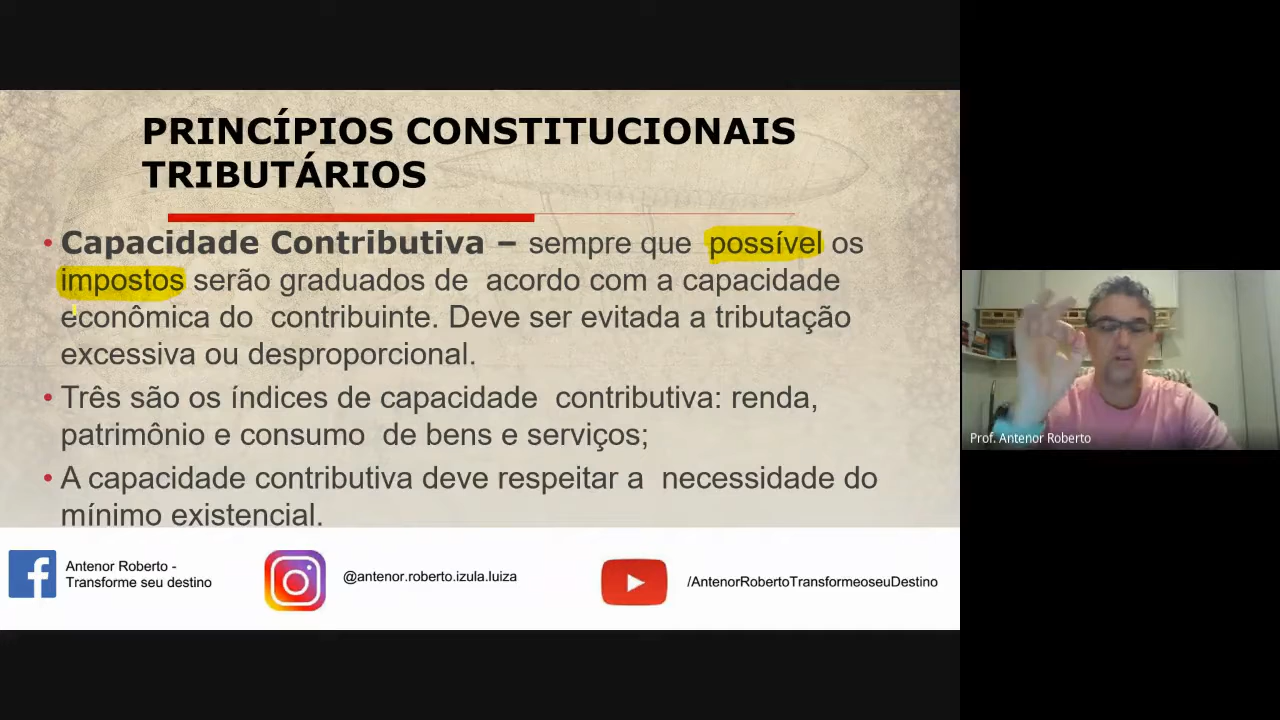 PRINCÍPIOS CONSTITUCIONAIS
TRIBUTÁRIOS
• Capacidade Contributiva – sempre que possível os
impostos serão graduados de acordo com a capacidade
econômica do contribuinte. Deve ser evitada a tributação
excessiva ou desproporcional.
• Três são os índices de capacidade contributiva: renda,
patrimônio e consumo de bens e serviços;
• A capacidade contributiva deve respeitar a necessidade do
mínimo existencial.
Antenor Roberto -
Transforme seu destino
@antenor.roberto.izula.luiza
/AntenorRobertoTransformeoseuDestino
Prof. Antenor Roberto